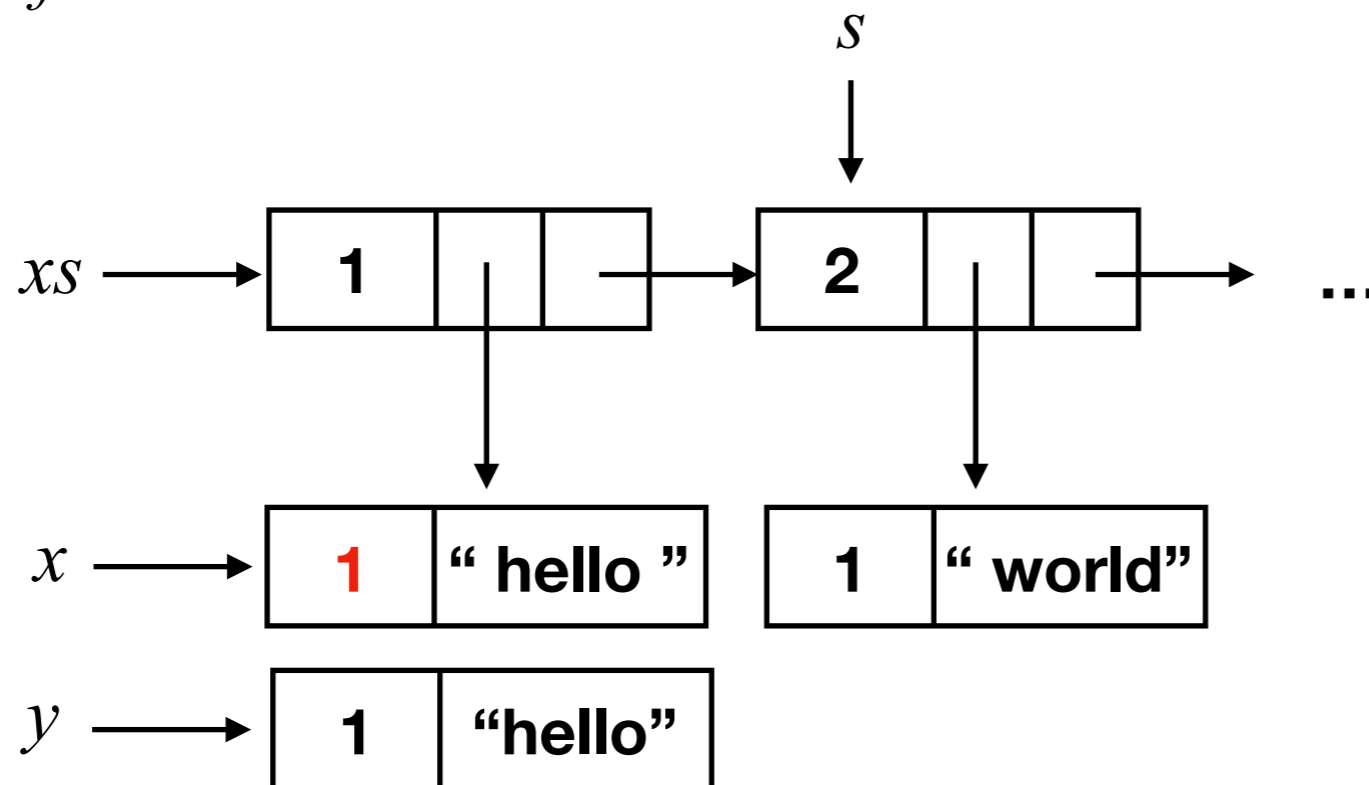 s
xs 1 2 ...
x 1 “ hello ” 1 “ world”
y 1 “hello”